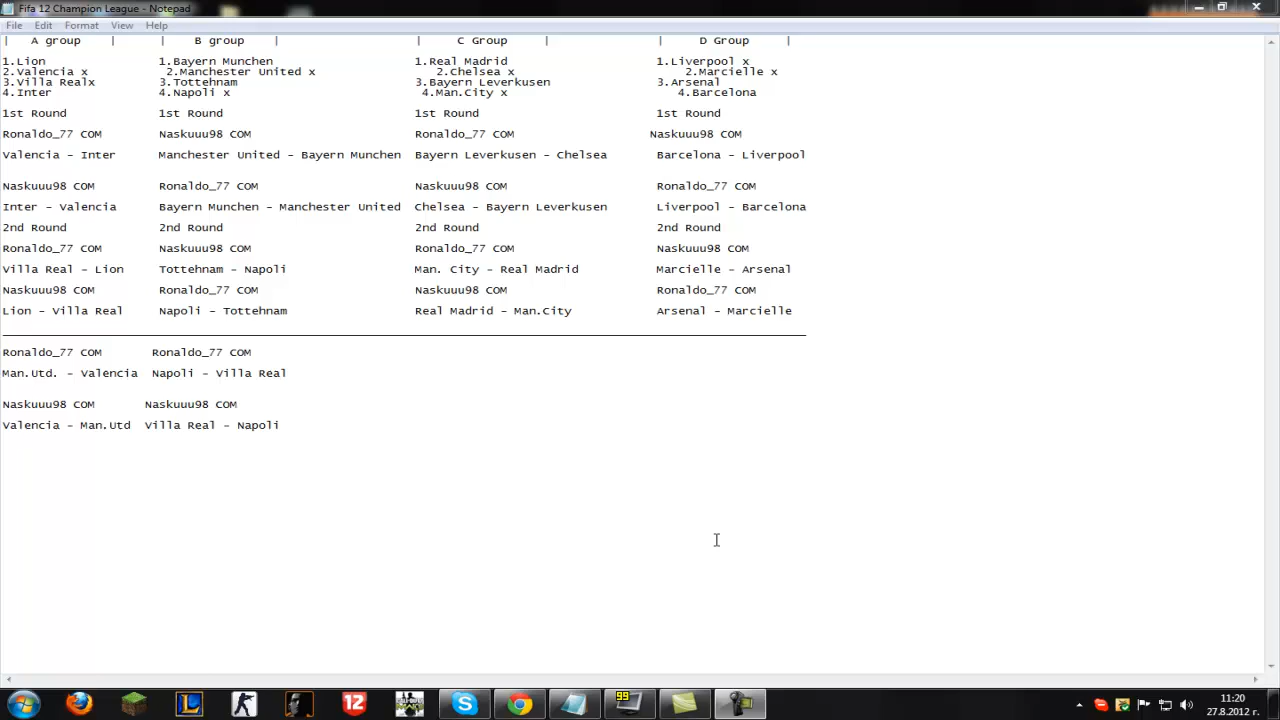 Fifa 12 Champion League - Notepad
File Edit Format View Help
| A group | | B group | | C Group | | D Group |
1.Lion 1.Bayern Munchen 1.Real Madrid 1.Liverpool x
2.Valencia x 2.Manchester United x 2.Chelsea x 2.Marcielle x
3.Villa Realx 3.Tottehnam 3.Bayern Leverkusen 3.Arsenal
4.Inter 4.Napoli x 4.Man.City x 4.Barcelona
1st Round 1st Round 1st Round 1st Round
Ronaldo_77 COM Naskuuu98 COM Ronaldo_77 COM Naskuuu98 COM
Valencia - Inter Manchester United - Bayern Munchen Bayern Leverkusen - Chelsea Barcelona - Liverpool
Naskuuu98 COM Ronaldo_77 COM Naskuuu98 COM Ronaldo_77 COM
Inter - Valencia Bayern Munchen - Manchester United Chelsea - Bayern Leverkusen Liverpool - Barcelona
2nd Round 2nd Round 2nd Round 2nd Round
Ronaldo_77 COM Naskuuu98 COM Ronaldo_77 COM Naskuuu98 COM
Villa Real - Lion Tottehnam - Napoli Man. City - Real Madrid Marcielle - Arsenal
Naskuuu98 COM Ronaldo_77 COM Naskuuu98 COM Ronaldo_77 COM
Lion - Villa Real Napoli - Tottehnam Real Madrid - Man.City Arsenal - Marcielle
Ronaldo_77 COM Ronaldo_77 COM
Man.Utd. - Valencia Napoli - Villa Real
Naskuuu98 COM Naskuuu98 COM
Valencia - Man.Utd Villa Real - Napoli
12
99
11:20
27.8.2012 г.